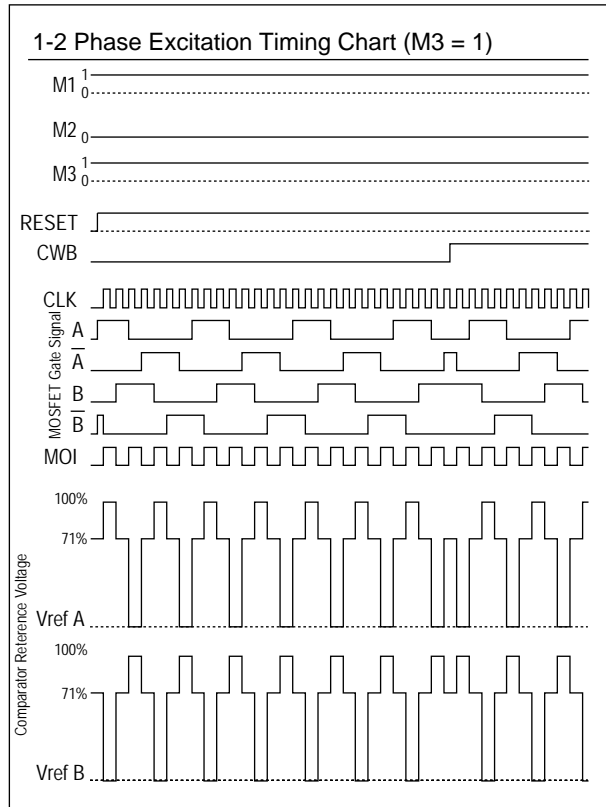 1-2 Phase Excitation Timing Chart (M3 = 1)
M1 1
0
M2 0
M3 1
0
RESET
CWB
CLK
MOSFET Gate Signal
A
A̅
B
B̅
MOI
Comparator Reference Voltage
100%
71%
Vref A
100%
71%
Vref B